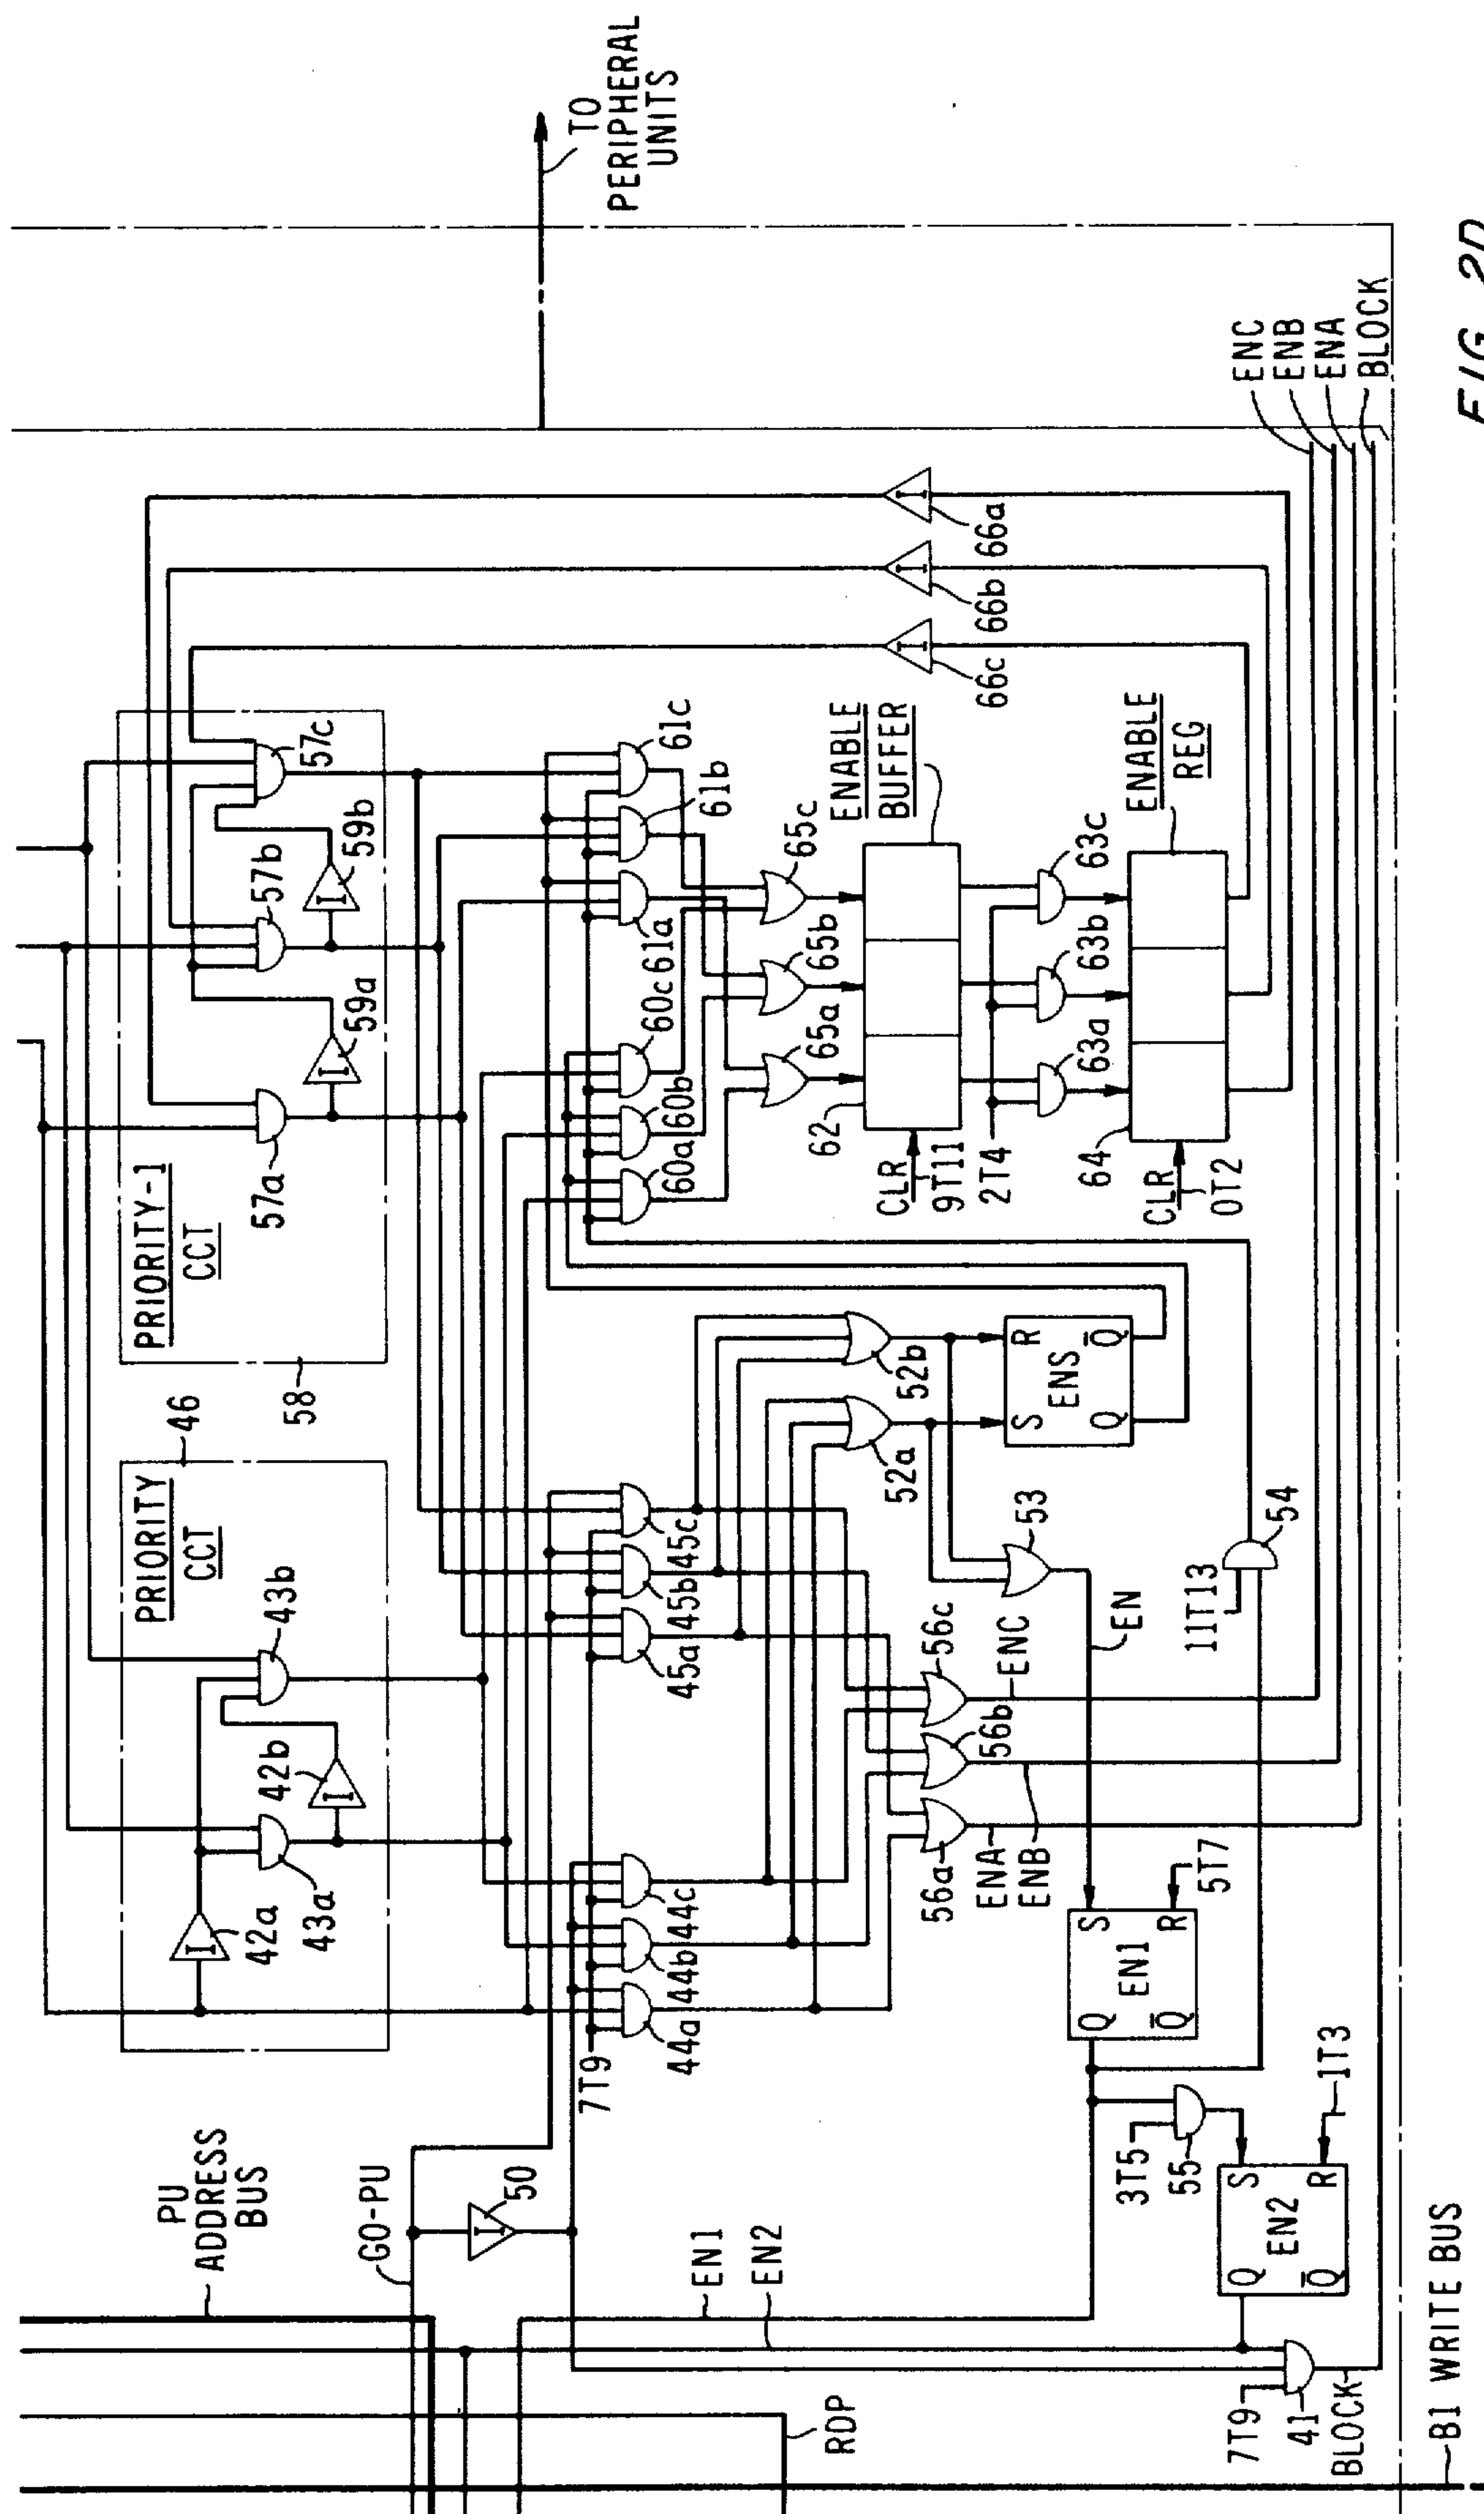 TO
PERIPHERAL
UNITS
ENC
ENB
ENA
BLOCK
FIG. 2D
66a
66b
66c
PRIORITY-1
CCT
57a
57b
57c
59a
59b
58
PRIORITY
CCT
46
42a
42b
43a
43b
61a
61b
61c
60a
60b
60c
65a
65b
65c
ENABLE
BUFFER
62
CLR
9T11
2T4
63a
63b
63c
ENABLE
REG
64
CLR
0T2
7T9
44a
44b
44c
45a
45b
45c
52a
52b
S
R
ENS
Q
Q̅
53
EN
11T13
54
56a
56b
56c
ENA
ENB
ENC
S
R
EN1
Q
Q̅
5T7
3T5
55
S
R
EN2
Q
Q̅
1T3
PU
ADDRESS
BUS
GO-PU
50
EN1
EN2
RDP
7T9
41
BLOCK
B1 WRITE BUS
I
I
I
I
I
I
I
I